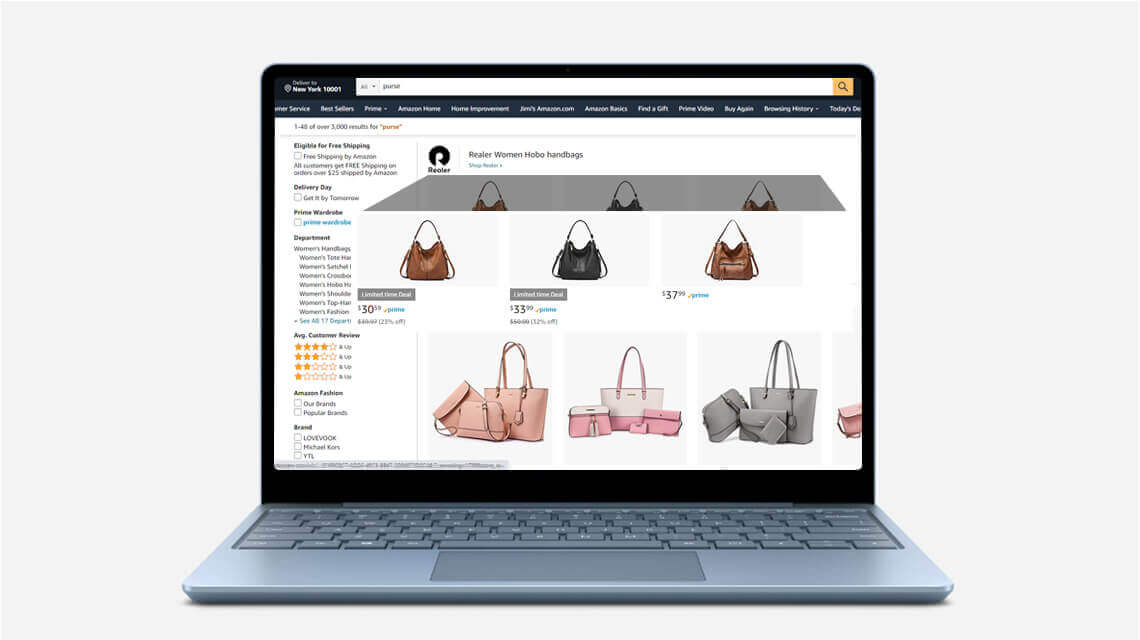 Deliver to
New York 10001
All
purse
mer Service Best Sellers Prime Amazon Home Home Improvement Jimi's Amazon.com Amazon Basics Find a Gift Prime Video Buy Again Browsing History Today's De
1-48 of over 3,000 results for "purse"
Eligible for Free Shipping
Free Shipping by Amazon
All customers get FREE Shipping on
orders over $25 shipped by Amazon
Delivery Day
Get It by Tomorrow
Prime Wardrobe
prime wardrobe
Department
Women's Handbags
Women's Tote Han
Women's Satchel
Women's Crossbo
Women's Hobo Ha
Women's Shoulde
Women's Top-Han
Women's Fashion
See All 17 Departi
Avg. Customer Review
& Up
& Up
& Up
& Up
Amazon Fashion
Our Brands
Popular Brands
Brand
LOVEVOOK
Michael Kors
YTL
Realer
Realer Women Hobo handbags
Shop Realer ›
Limited time Deal
$30 59 prime
$39.97 (23% off)
Limited time Deal
$33 99 prime
$50.00 (32% off)
$37 99 prime